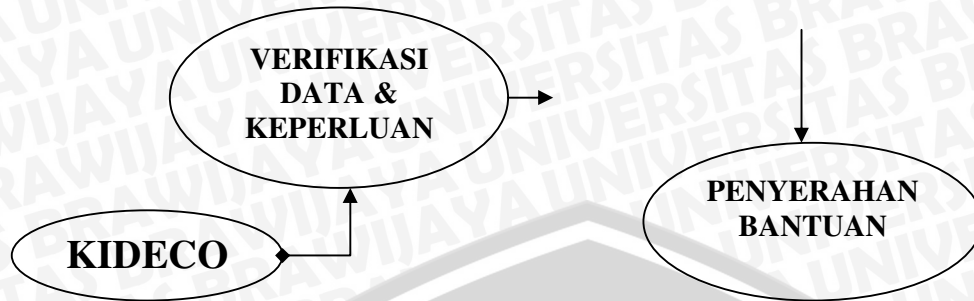 VERIFIKASI
DATA &
KEPERLUAN
PENYERAHAN
BANTUAN
KIDECO